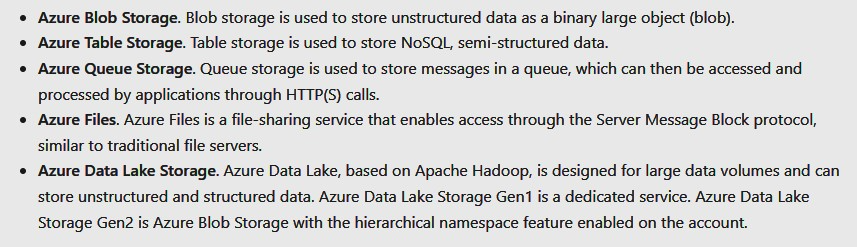 • Azure Blob Storage. Blob storage is used to store unstructured data as a binary large object (blob).
• Azure Table Storage. Table storage is used to store NoSQL, semi-structured data.
• Azure Queue Storage. Queue storage is used to store messages in a queue, which can then be accessed and
processed by applications through HTTP(S) calls.
• Azure Files. Azure Files is a file-sharing service that enables access through the Server Message Block protocol,
similar to traditional file servers.
• Azure Data Lake Storage. Azure Data Lake, based on Apache Hadoop, is designed for large data volumes and can
store unstructured and structured data. Azure Data Lake Storage Gen1 is a dedicated service. Azure Data Lake
Storage Gen2 is Azure Blob Storage with the hierarchical namespace feature enabled on the account.